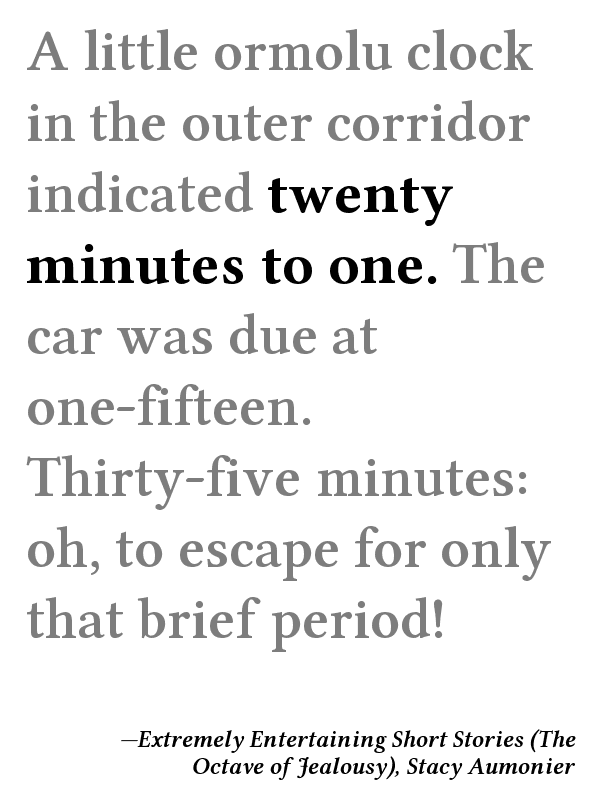 A little ormolu clock
in the outer corridor
indicated twenty
minutes to one. The
car was due at
one-fifteen.
Thirty-five minutes:
oh, to escape for only
that brief period!
—Extremely Entertaining Short Stories (The
Octave of Jealousy), Stacy Aumonier